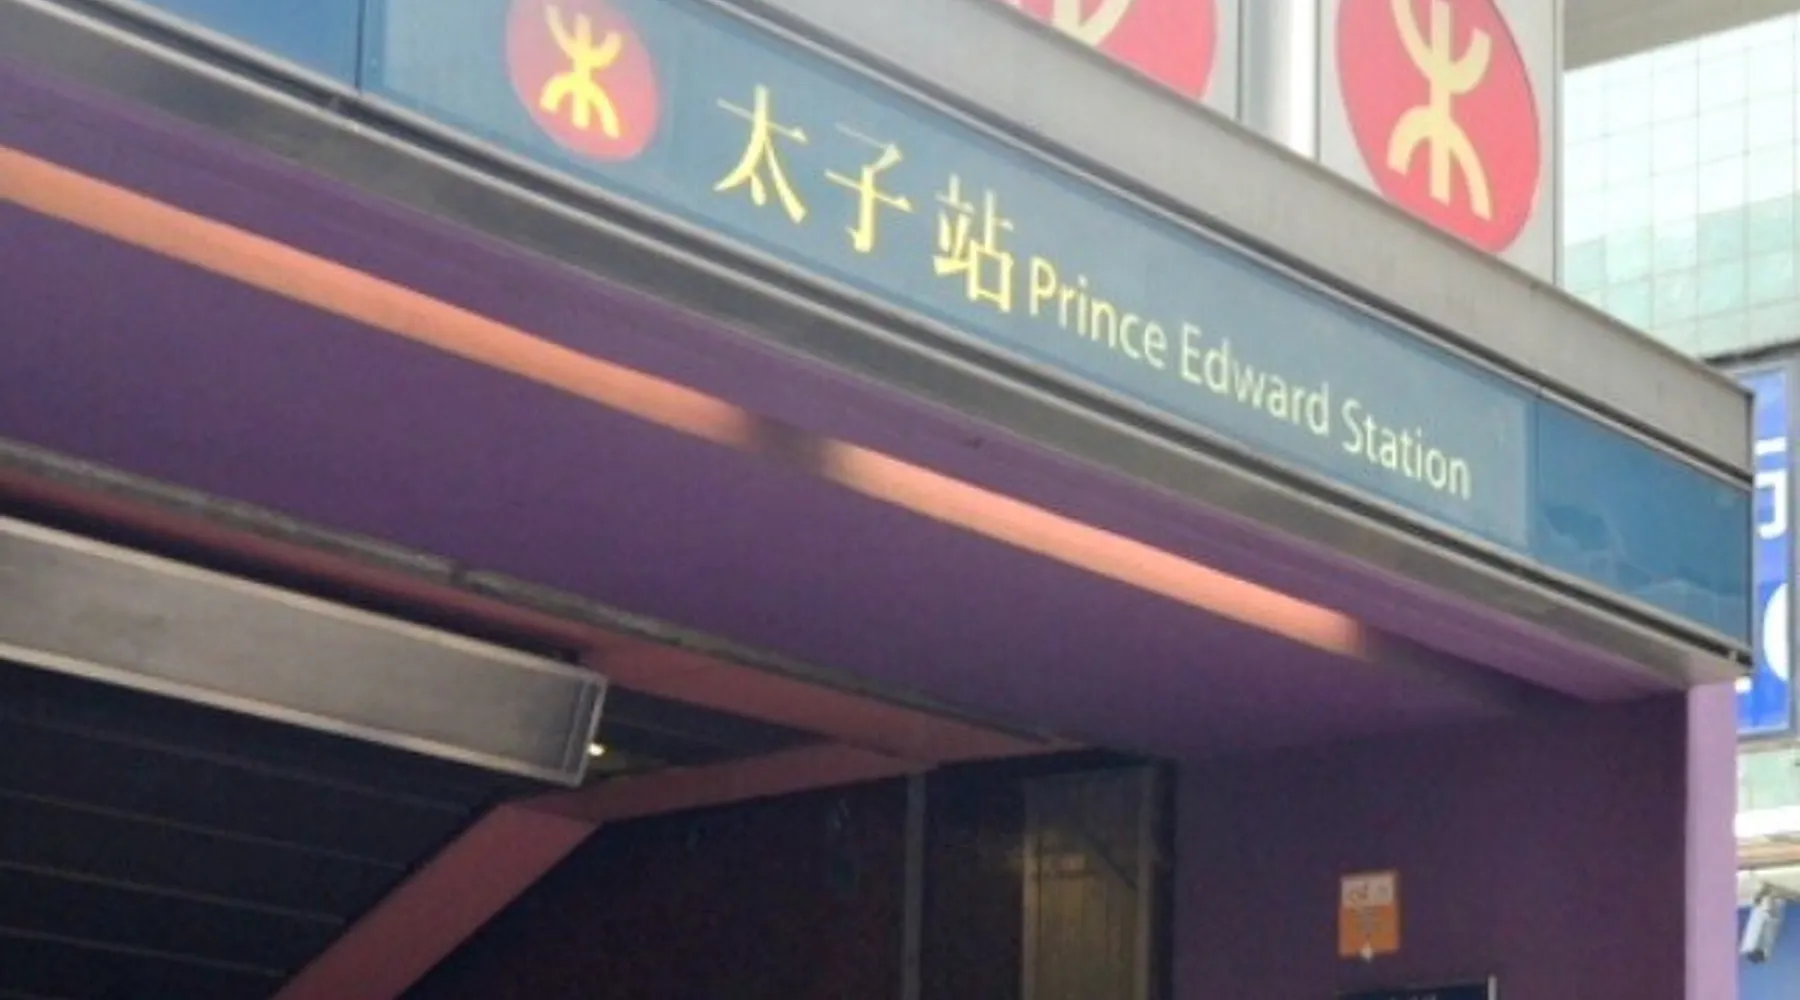 太子站 Prince Edward Station